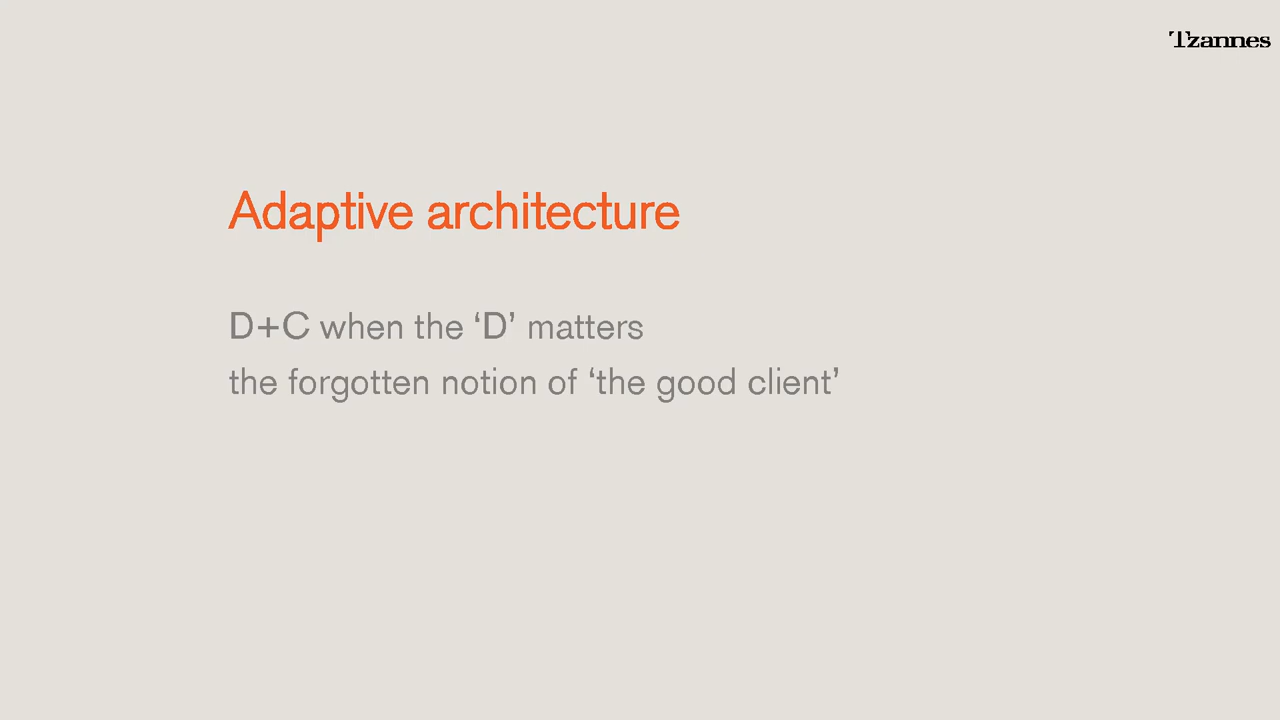 Tzannes
Adaptive architecture
D+C when the ‘D’ matters
the forgotten notion of ‘the good client’